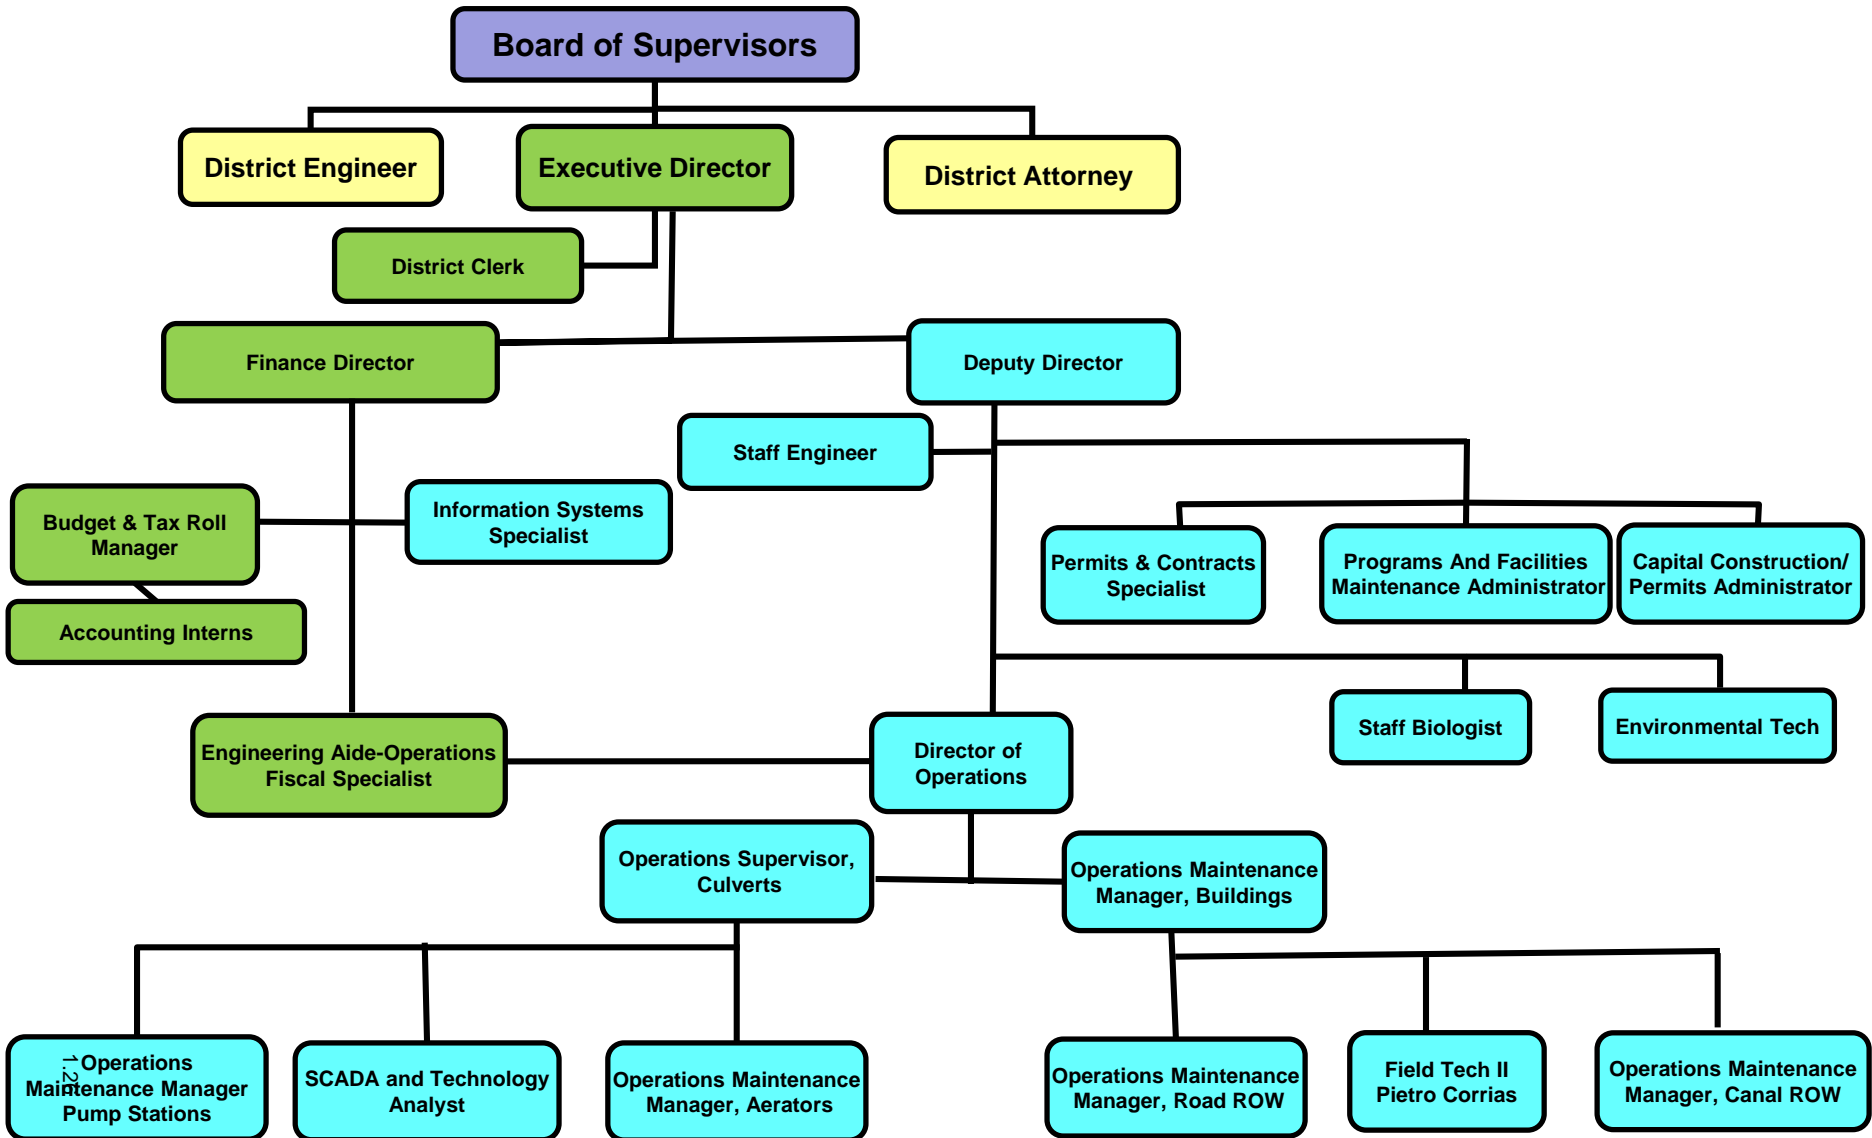 Board of Supervisors
District Engineer
Executive Director
District Attorney
District Clerk
Finance Director
Deputy Director
Staff Engineer
Budget & Tax Roll
Manager
Information Systems
Specialist
Permits & Contracts
Specialist
Programs And Facilities
Maintenance Administrator
Capital Construction/
Permits Administrator
Accounting Interns
Staff Biologist
Environmental Tech
Engineering Aide-Operations
Fiscal Specialist
Director of
Operations
Operations Supervisor,
Culverts
Operations Maintenance
Manager, Buildings
Operations
Maintenance Manager
Pump Stations
SCADA and Technology
Analyst
Operations Maintenance
Manager, Aerators
Operations Maintenance
Manager, Road ROW
Field Tech II
Pietro Corrias
Operations Maintenance
Manager, Canal ROW